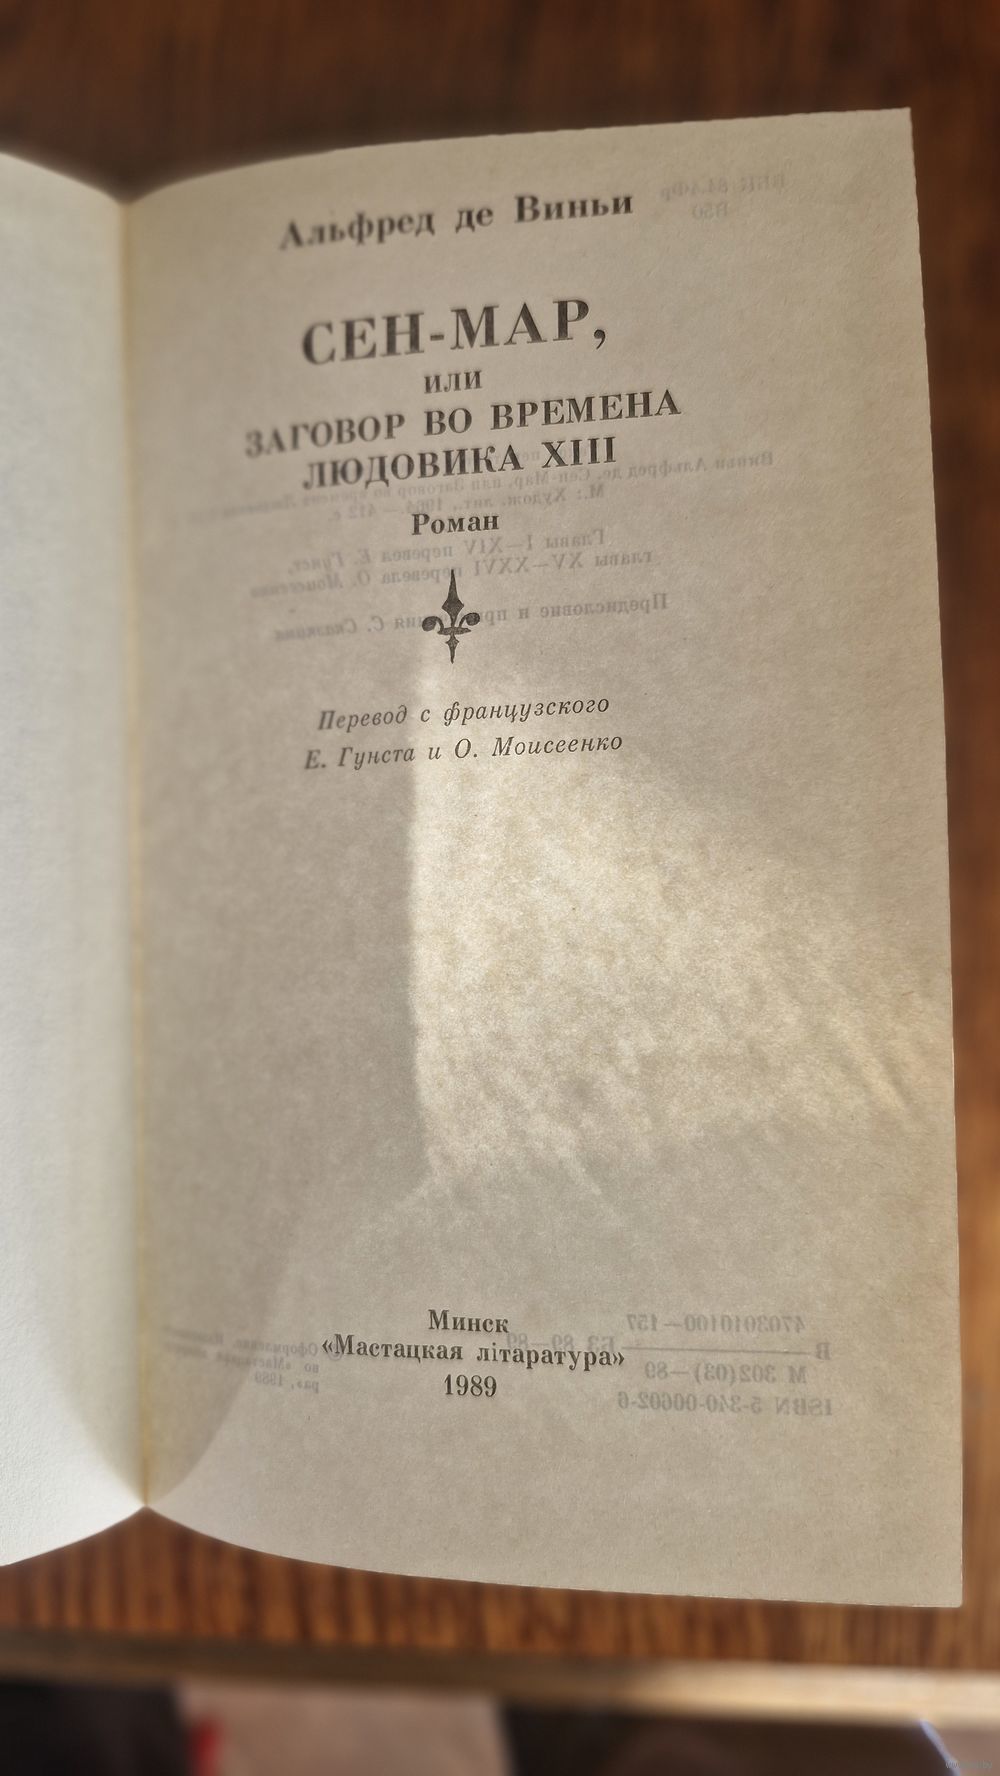 Альфред де Виньи
СЕН-МАР,
или
ЗАГОВОР ВО ВРЕМЕНА
ЛЮДОВИКА XIII
Роман
Перевод с французского
Е. Гунста и О. Моисеенко
Минск
«Мастацкая літаратура»
1989